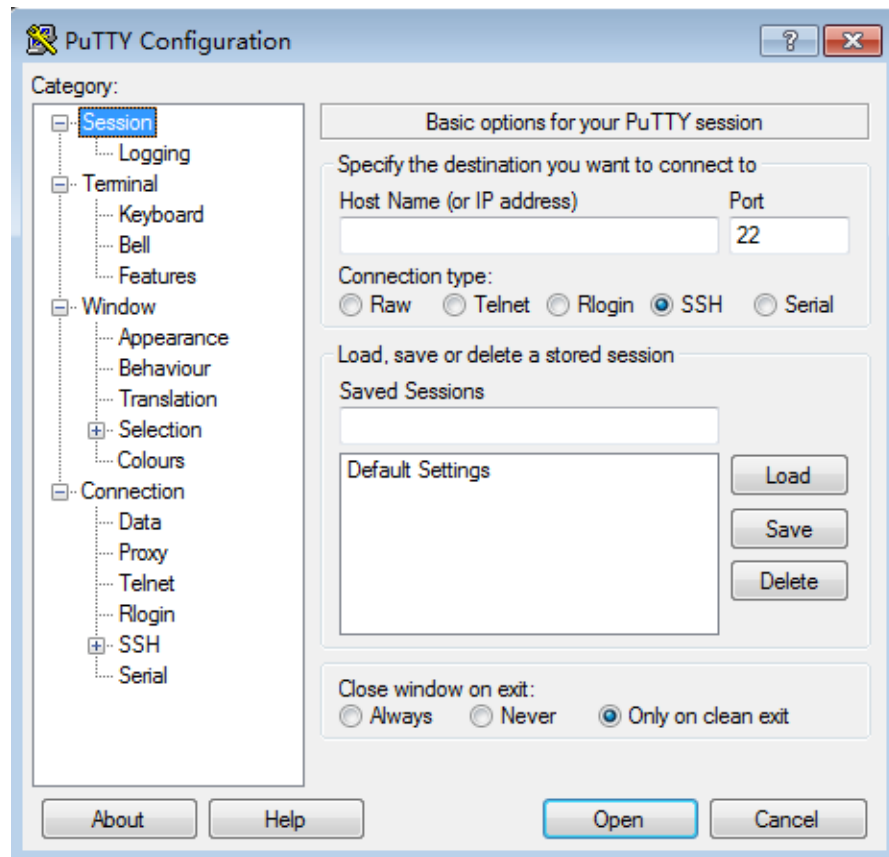 PuTTY Configuration
Category:
Session
Logging
Terminal
Keyboard
Bell
Features
Window
Appearance
Behaviour
Translation
Selection
Colours
Connection
Data
Proxy
Telnet
Rlogin
SSH
Serial
Basic options for your PuTTY session
Specify the destination you want to connect to
Host Name (or IP address) Port
22
Connection type:
Raw Telnet Rlogin SSH Serial
Load, save or delete a stored session
Saved Sessions
Default Settings
Load
Save
Delete
Close window on exit:
Always Never Only on clean exit
About Help Open Cancel